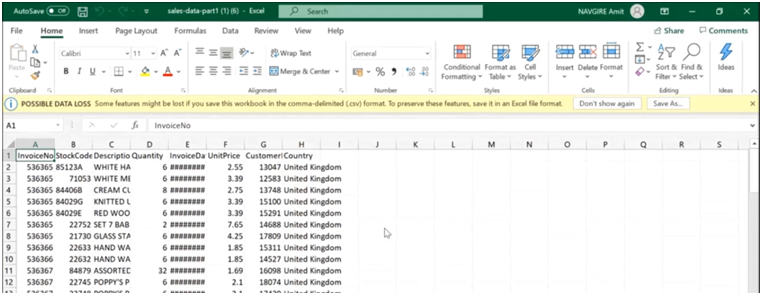 AutoSave Off sales-data-part1 (1) (6) - Excel Search NAVGIRE Amit
File Home Insert Page Layout Formulas Data Review View Help Share Comments
Paste Calibri 11 A A Wrap Text General Conditional Formatting Format as Table Cell Styles Insert Delete Format Sort & Filter Find & Select Ideas
B I U Merge & Center $ % ,
Clipboard Font Alignment Number Styles Cells Editing Ideas
POSSIBLE DATA LOSS Some features might be lost if you save this workbook in the comma-delimited (.csv) format. To preserve these features, save it in an Excel file format. Don't show again Save As...
A1 fx InvoiceNo
A B C D E F G H I J K L M N O P Q R S
1 InvoiceNo StockCode Descriptio Quantity InvoiceDa UnitPrice CustomerI Country
2 536365 85123A WHITE HA 6 ######## 2.55 13047 United Kingdom
3 536365 71053 WHITE ME 6 ######## 3.39 12583 United Kingdom
4 536365 84406B CREAM CU 8 ######## 2.75 13748 United Kingdom
5 536365 84029G KNITTED U 6 ######## 3.39 15100 United Kingdom
6 536365 84029E RED WOO 6 ######## 3.39 15291 United Kingdom
7 536365 22752 SET 7 BAB 2 ######## 7.65 14688 United Kingdom
8 536365 21730 GLASS STA 6 ######## 4.25 17809 United Kingdom
9 536366 22633 HAND WA 6 ######## 1.85 15311 United Kingdom
10 536366 22632 HAND WA 6 ######## 1.85 14527 United Kingdom
11 536367 84879 ASSORTED 32 ######## 1.69 16098 United Kingdom
12 536367 22745 POPPY'S P 6 ######## 2.1 18074 United Kingdom